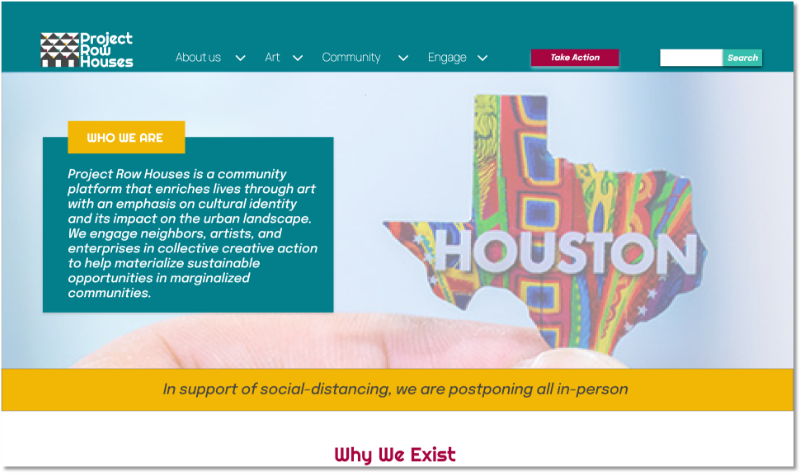 Project
Row
Houses
About us
Art
Community
Engage
Take Action
Search
WHO WE ARE
Project Row Houses is a community
platform that enriches lives through art
with an emphasis on cultural identity
and its impact on the urban landscape.
We engage neighbors, artists, and
enterprises in collective creative action
to help materialize sustainable
opportunities in marginalized
communities.
HOUSTON
In support of social-distancing, we are postponing all in-person
Why We Exist